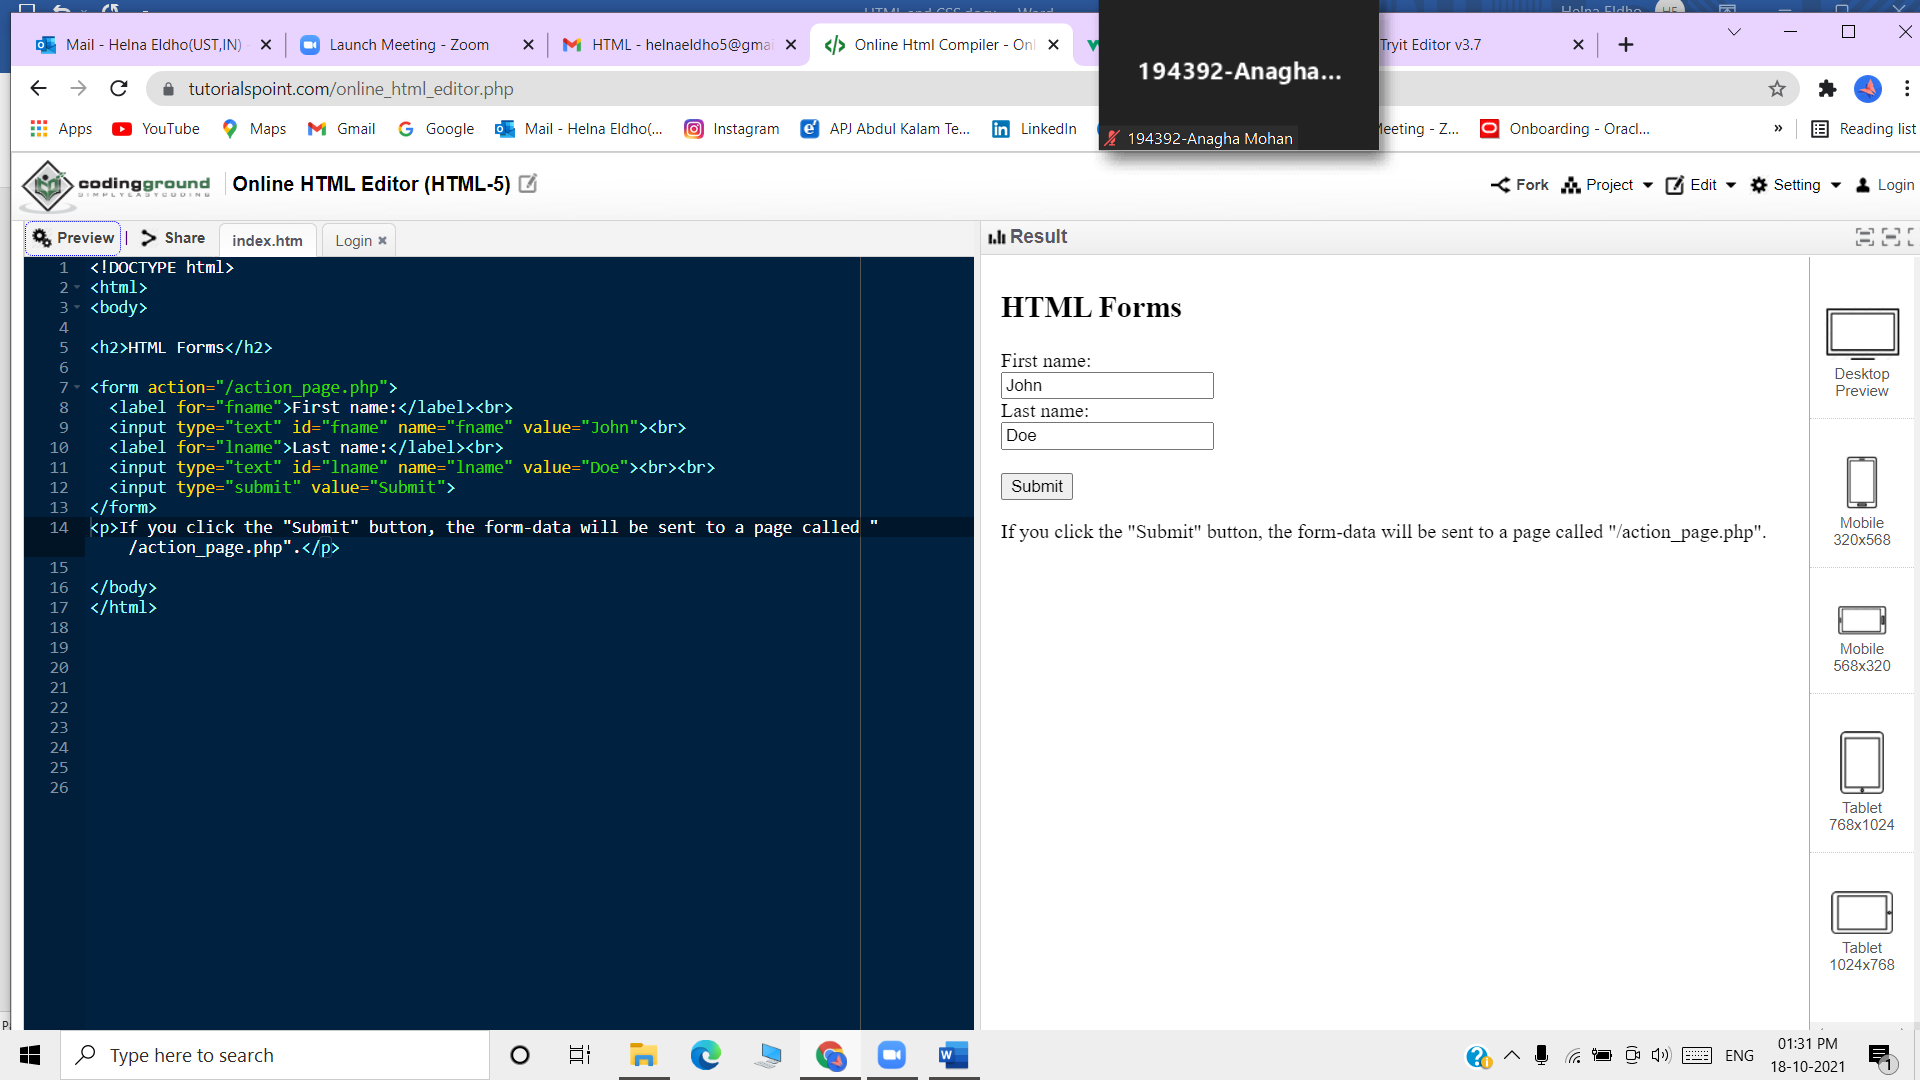 HTML and CSS.docx - Word
Helna Eldho
HE
Mail - Helna Eldho(UST,IN)
Launch Meeting - Zoom
HTML - helnaeldho5@gmai
Online Html Compiler - Onl
Tryit Editor v3.7
194392-Anagha...
194392-Anagha Mohan
tutorialspoint.com/online_html_editor.php
Apps
YouTube
Maps
Gmail
Google
Mail - Helna Eldho(...
Instagram
APJ Abdul Kalam Te...
LinkedIn
Meeting - Z...
Onboarding - Oracl...
»
Reading list
codingground
SIMPLYEASYCODING
Online HTML Editor (HTML-5)
Fork
Project
Edit
Setting
Login
Preview
Share
index.htm
Login
Result
1 <!DOCTYPE html>
2 <html>
3 <body>
4
5 <h2>HTML Forms</h2>
6
7 <form action="/action_page.php">
8 <label for="fname">First name:</label><br>
9 <input type="text" id="fname" name="fname" value="John"><br>
10 <label for="lname">Last name:</label><br>
11 <input type="text" id="lname" name="lname" value="Doe"><br><br>
12 <input type="submit" value="Submit">
13 </form>
14 <p>If you click the "Submit" button, the form-data will be sent to a page called "
/action_page.php".</p>
15
16 </body>
17 </html>
18
19
20
21
22
23
24
25
26
HTML Forms
First name:
John
Last name:
Doe
Submit
If you click the "Submit" button, the form-data will be sent to a page called "/action_page.php".
Desktop
Preview
Mobile
320x568
Mobile
568x320
Tablet
768x1024
Tablet
1024x768
Type here to search
ENG
01:31 PM
18-10-2021
1